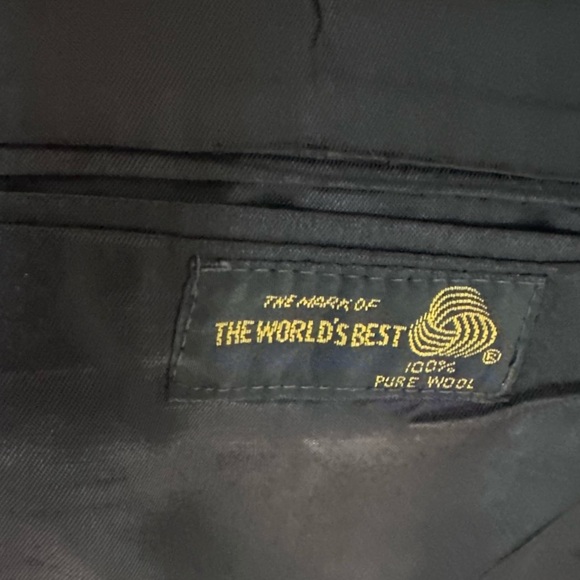 THE MARK OF
THE WORLD'S BEST
®
100%
PURE WOOL